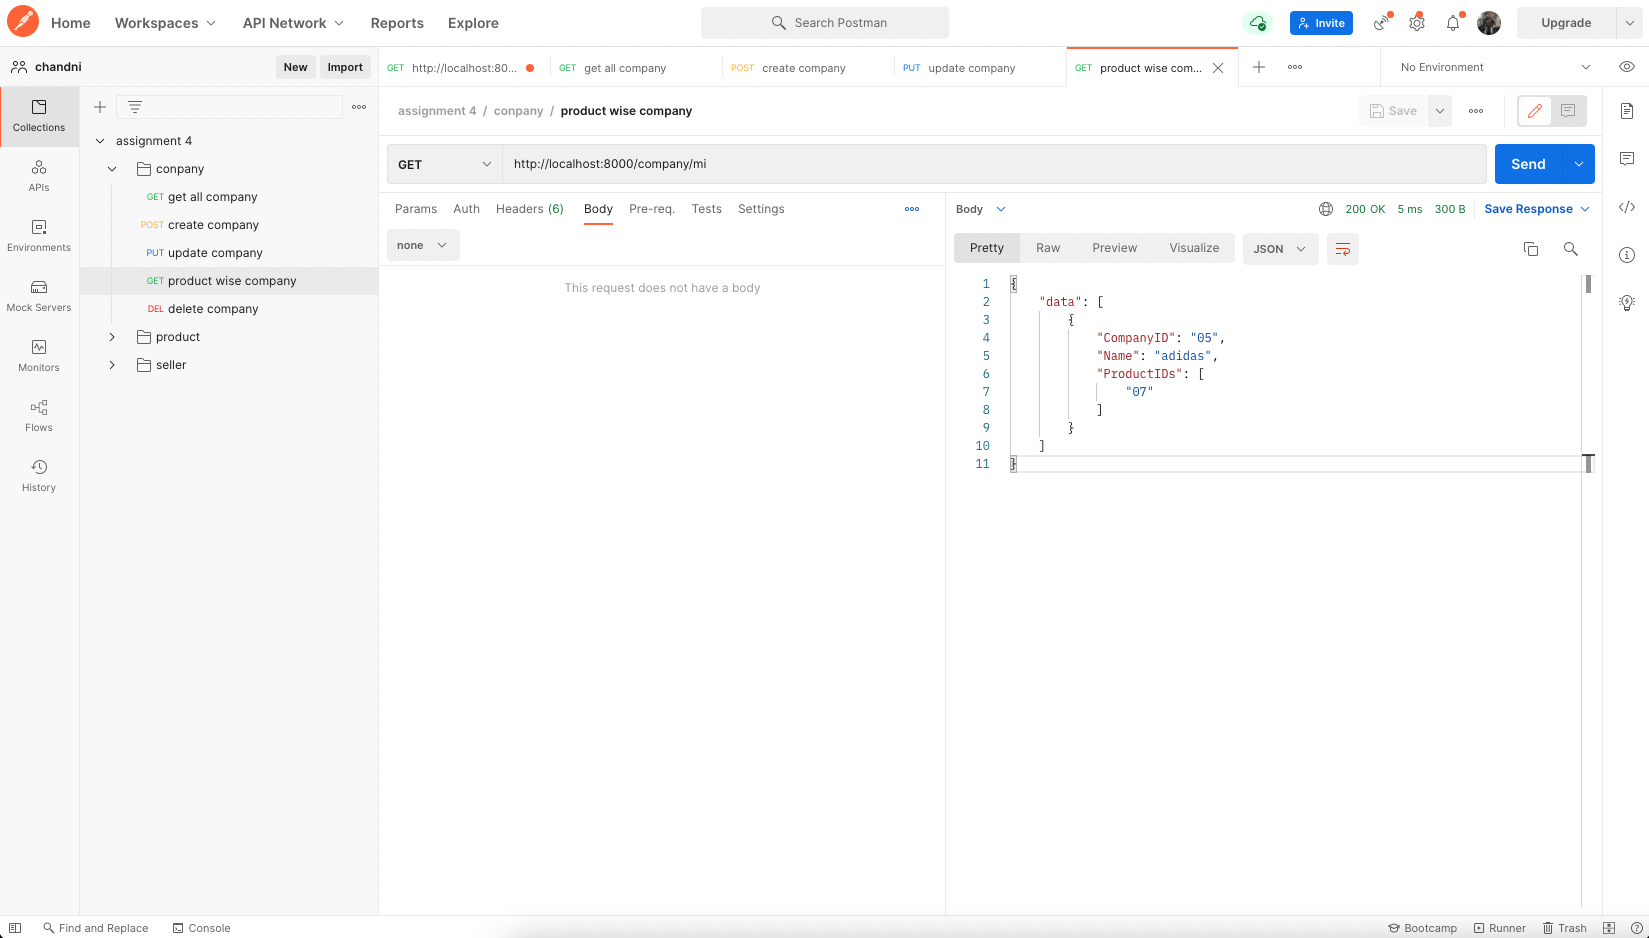 Home Workspaces API Network Reports Explore Search Postman Invite Upgrade
chandni New Import GET http://localhost:80... GET get all company POST create company PUT update company GET product wise com... No Environment
Collections
APIs
Environments
Mock Servers
Monitors
Flows
History
assignment 4
conpany
GET get all company
POST create company
PUT update company
GET product wise company
DEL delete company
product
seller
assignment 4 / conpany / product wise company Save
GET http://localhost:8000/company/mi Send
Params Auth Headers (6) Body Pre-req. Tests Settings
none
This request does not have a body
Body 200 OK 5 ms 300 B Save Response
Pretty Raw Preview Visualize JSON
1 {
2 "data": [
3 {
4 "CompanyID": "05",
5 "Name": "adidas",
6 "ProductIDs": [
7 "07"
8 ]
9 }
10 ]
11 }
Find and Replace Console Bootcamp Runner Trash